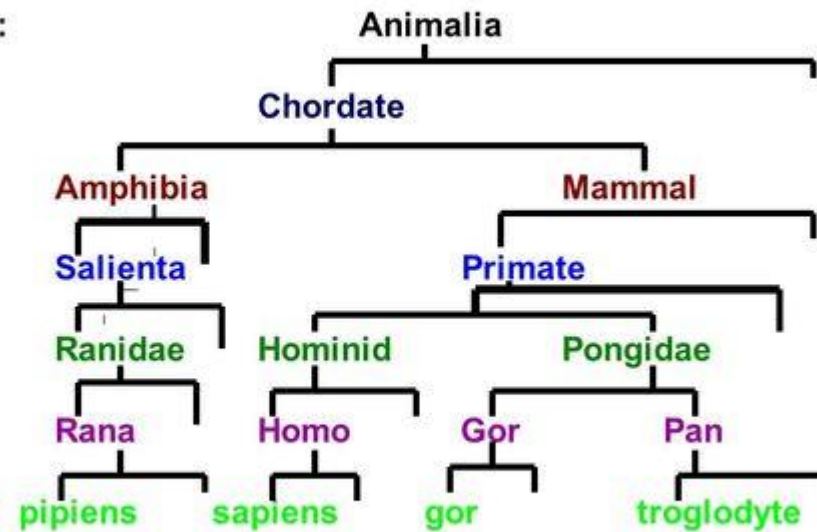 :
Animalia
Chordate
Amphibia Mammal
Salienta Primate
Ranidae Hominid Pongidae
Rana Homo Gor Pan
pipiens sapiens gor troglodyte